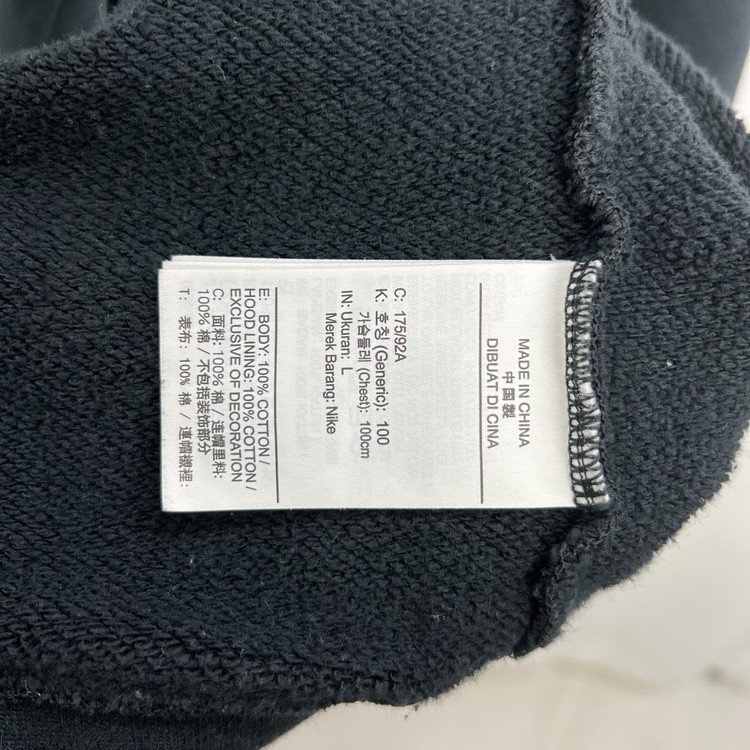 MADE IN CHINA
中国製
DIBUAT DI CINA
C: 175/92A
K: 호칭 (Generic): 100
가슴둘레 (Chest): 100cm
IN: Ukuran: L
Merek Barang: Nike
E: BODY: 100% COTTON /
HOOD LINING: 100% COTTON /
EXCLUSIVE OF DECORATION
C: 面料: 100% 棉 / 连帽里料:
100% 棉 / 不包括装饰部分
T: 表布: 100% 棉 / 連帽襯裡: